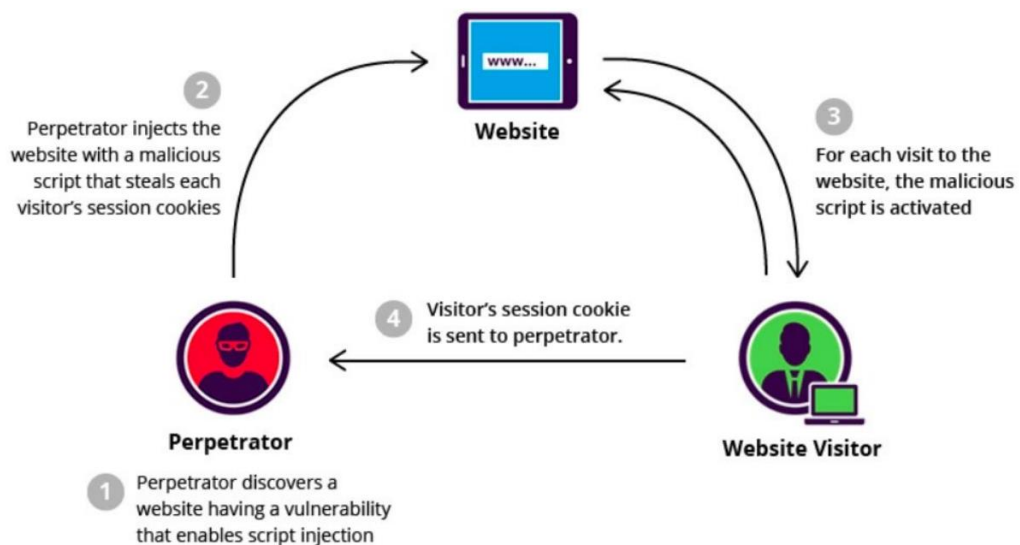 www...
Website
2
Perpetrator injects the
website with a malicious
script that steals each
visitor's session cookies
3
For each visit to the
website, the malicious
script is activated
4
Visitor's session cookie
is sent to perpetrator.
Perpetrator
Website Visitor
1
Perpetrator discovers a
website having a vulnerability
that enables script injection